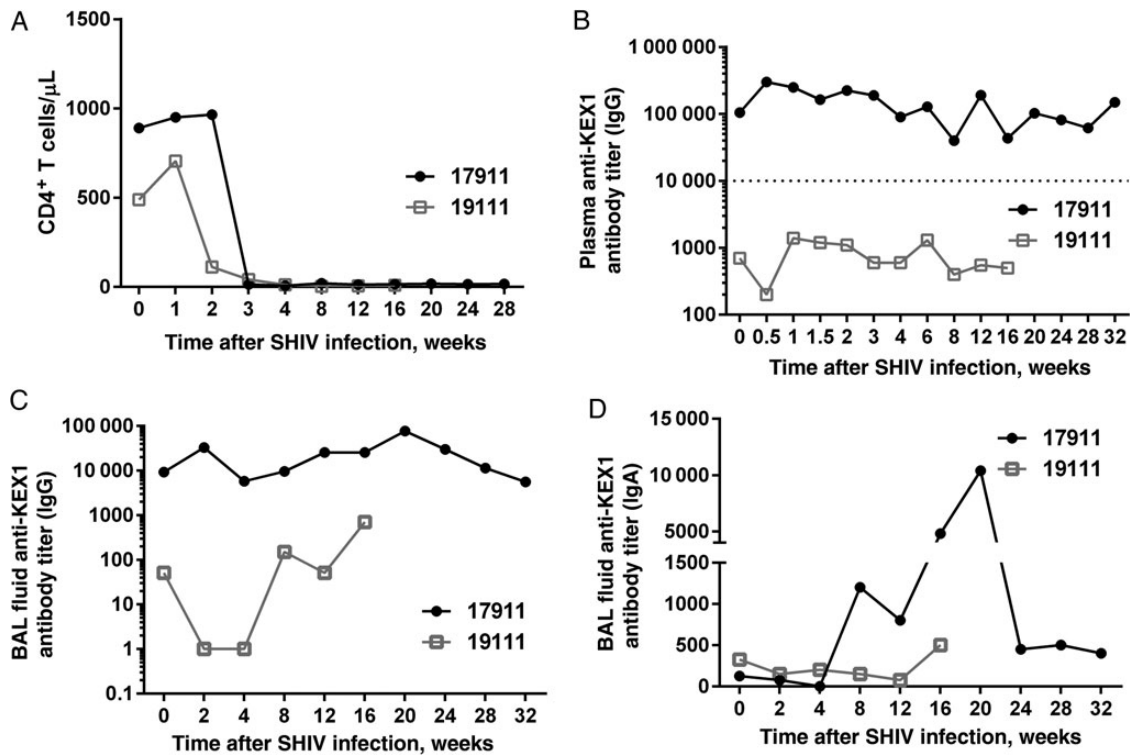 A
CD4+ T cells/μL
1500
1000
500
0
17911
19111
0 1 2 3 4 8 12 16 20 24 28
Time after SHIV infection, weeks
B
Plasma anti-KEX1
antibody titer (IgG)
1 000 000
100 000
10 000
1000
100
17911
19111
0 0.5 1 1.5 2 3 4 6 8 12 16 20 24 28 32
Time after SHIV infection, weeks
C
BAL fluid anti-KEX1
antibody titer (IgG)
100 000
10 000
1000
100
10
1
0.1
17911
19111
0 2 4 8 12 16 20 24 28 32
Time after SHIV infection, weeks
D
BAL fluid anti-KEX1
antibody titer (IgA)
15 000
10 000
5000
1000
500
0
17911
19111
0 2 4 8 12 16 20 24 28 32
Time after SHIV infection, weeks